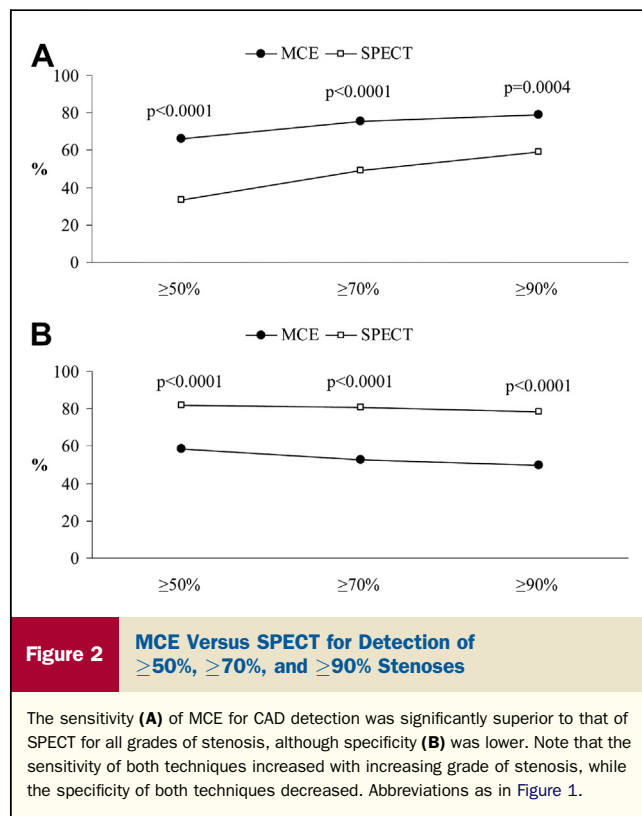 A
MCE SPECT
100
80
60
40
20
0
%
p<0.0001
p<0.0001
p=0.0004
≥50% ≥70% ≥90%
B
MCE SPECT
100
80
60
40
20
0
%
p<0.0001 p<0.0001 p<0.0001
≥50% ≥70% ≥90%
Figure 2
MCE Versus SPECT for Detection of
≥50%, ≥70%, and ≥90% Stenoses
The sensitivity (A) of MCE for CAD detection was significantly superior to that of
SPECT for all grades of stenosis, although specificity (B) was lower. Note that the
sensitivity of both techniques increased with increasing grade of stenosis, while
the specificity of both techniques decreased. Abbreviations as in Figure 1.